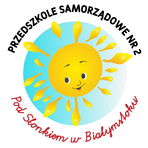 PRZEDSZKOLE SAMORZĄDOWE NR 2
Pod Słonkiem w Białymstoku